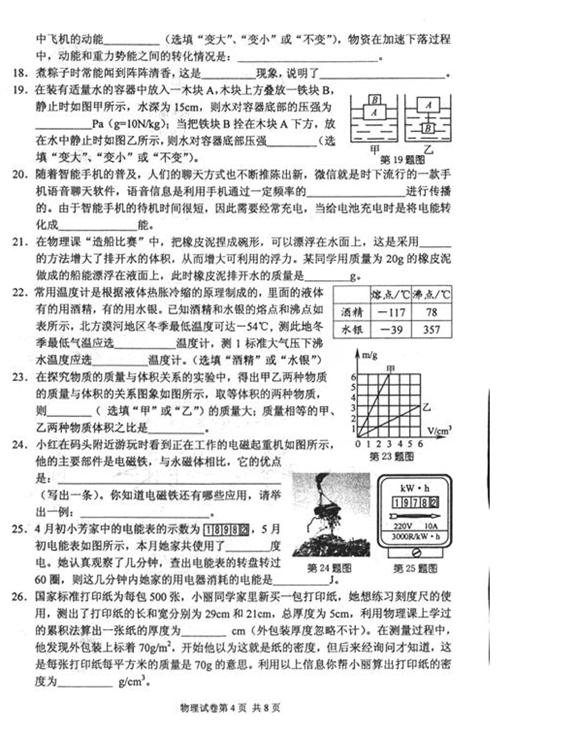 中飞机的动能__________（选填“变大”、“变小”或“不变”），物资在加速下落过程
中，动能和重力势能之间的转化情况是：__________________________。
18．煮粽子时常能闻到阵阵清香，这是__________现象，说明了______________________。
19．在装有适量水的容器中放入一木块 A，木块上方叠放一铁块 B，
静止时如图甲所示，水深为 15cm，则水对容器底部的压强为
__________Pa（g=10N/kg）；当把铁块 B 拴在木块 A 下方，放
在水中静止时如图乙所示，则水对容器底部压强__________（选
填“变大”、“变小”或“不变”）。
B
A
A
B
甲 乙
第 19 题图
20．随着智能手机的普及，人们的聊天方式也不断推陈出新，微信就是时下流行的一款手
机语音聊天软件，语音信息是利用手机通过一定频率的__________________进行传播
的。由于智能手机的待机时间很短，因此需要经常充电，当给电池充电时是将电能转
化成__________能。
21．在物理课“造船比赛”中，把橡皮泥捏成碗形，可以漂浮在水面上，这是采用______
的方法增大了排开水的体积，从而增大可利用的浮力。某同学用质量为 20g 的橡皮泥
做成的船能漂浮在液面上，此时橡皮泥排开水的质量是________g。
22．常用温度计是根据液体热胀冷缩的原理制成的，里面的液体
有的用酒精，有的用水银。已知酒精和水银的熔点和沸点如
表所示，北方漠河地区冬季最低温度可达－54℃，测此地冬
季最低气温应选__________温度计，测 1 标准大气压下沸
水温度应选__________温度计。（选填“酒精”或“水银”）
熔点/℃ 沸点/℃
酒精 －117 78
水银 －39 357
23．在探究物质的质量与体积关系的实验中，得出甲乙两种物质
的质量与体积的关系图象如图所示，取等体积的两种物质，
则________（ 选填“甲”或“乙”）的质量大；质量相等的甲、
乙两种物质体积之比是__________。
m/g
甲
乙
6
5
4
3
2
1
0 1 2 3 4 5 6
V/cm³
第 23 题图
24．小红在码头附近游玩时看到正在工作的电磁起重机如图所示，
他的主要部件是电磁铁，与永磁体相比，它的优点
是：______________________________
（写出一条）。你知道电磁铁还有哪些应用，请举
出一例：______________________。
第 24 题图
25．4 月初小芳家中的电能表的示数为 18982，5 月
初电能表如图所示，本月她家共使用了________度
电。她认真观察了几分钟，查出电能表的转盘转过
60 圈，则这几分钟内她家的用电器消耗的电能是__________J。
kW·h
19782
220V 10A
3000R/kW·h
第 25 题图
26．国家标准打印纸为每包 500 张，小丽同学家里新买一包打印纸，她想练习刻度尺的使
用，测出了打印纸的长和宽分别为 29cm 和 21cm，总厚度为 5cm，利用物理课上学过
的累积法算出一张纸的厚度为________ cm（外包装厚度忽略不计）。在测量过程中，
他发现外包装上标着 70g/m²，开始他以为这就是纸的密度，但后来经询问才知道，这
是每张打印纸每平方米的质量是 70g 的意思。利用以上信息你帮小丽算出打印纸的密
度为__________ g/cm³。
物理试卷第 4 页 共 8 页